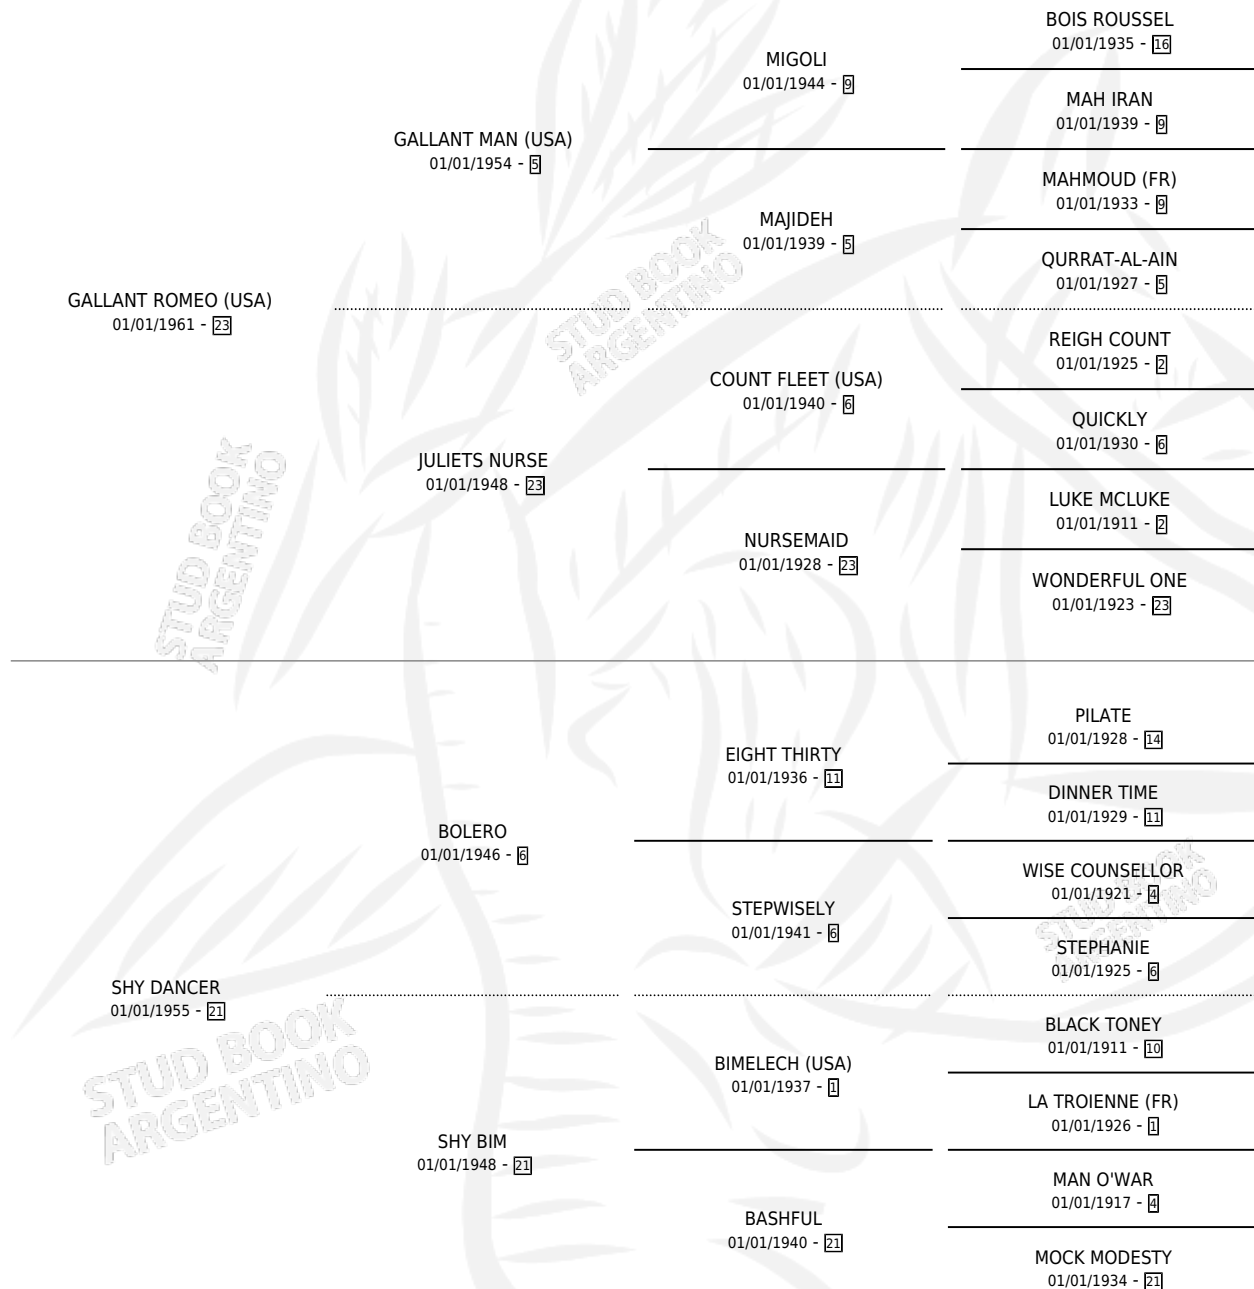 BOIS ROUSSEL
01/01/1935 - 16
MIGOLI
01/01/1944 - 9
MAH IRAN
01/01/1939 - 9
GALLANT MAN (USA)
01/01/1954 - 5
MAHMOUD (FR)
01/01/1933 - 9
MAJIDEH
01/01/1939 - 5
QURRAT-AL-AIN
01/01/1927 - 5
GALLANT ROMEO (USA)
01/01/1961 - 23
REIGH COUNT
01/01/1925 - 2
COUNT FLEET (USA)
01/01/1940 - 6
QUICKLY
01/01/1930 - 6
JULIETS NURSE
01/01/1948 - 23
LUKE MCLUKE
01/01/1911 - 2
NURSEMAID
01/01/1928 - 23
WONDERFUL ONE
01/01/1923 - 23
PILATE
01/01/1928 - 14
EIGHT THIRTY
01/01/1936 - 11
DINNER TIME
01/01/1929 - 11
BOLERO
01/01/1946 - 6
WISE COUNSELLOR
01/01/1921 - 4
STEPWISELY
01/01/1941 - 6
STEPHANIE
01/01/1925 - 6
SHY DANCER
01/01/1955 - 21
BLACK TONEY
01/01/1911 - 10
BIMELECH (USA)
01/01/1937 - 1
LA TROIENNE (FR)
01/01/1926 - 1
SHY BIM
01/01/1948 - 21
MAN O'WAR
01/01/1917 - 4
BASHFUL
01/01/1940 - 21
MOCK MODESTY
01/01/1934 - 21
STUD BOOK
ARGENTINO
STUD BOOK
ARGENTINO
STUD BOOK
ARGENTINO
STUD BOOK
ARGENTINO